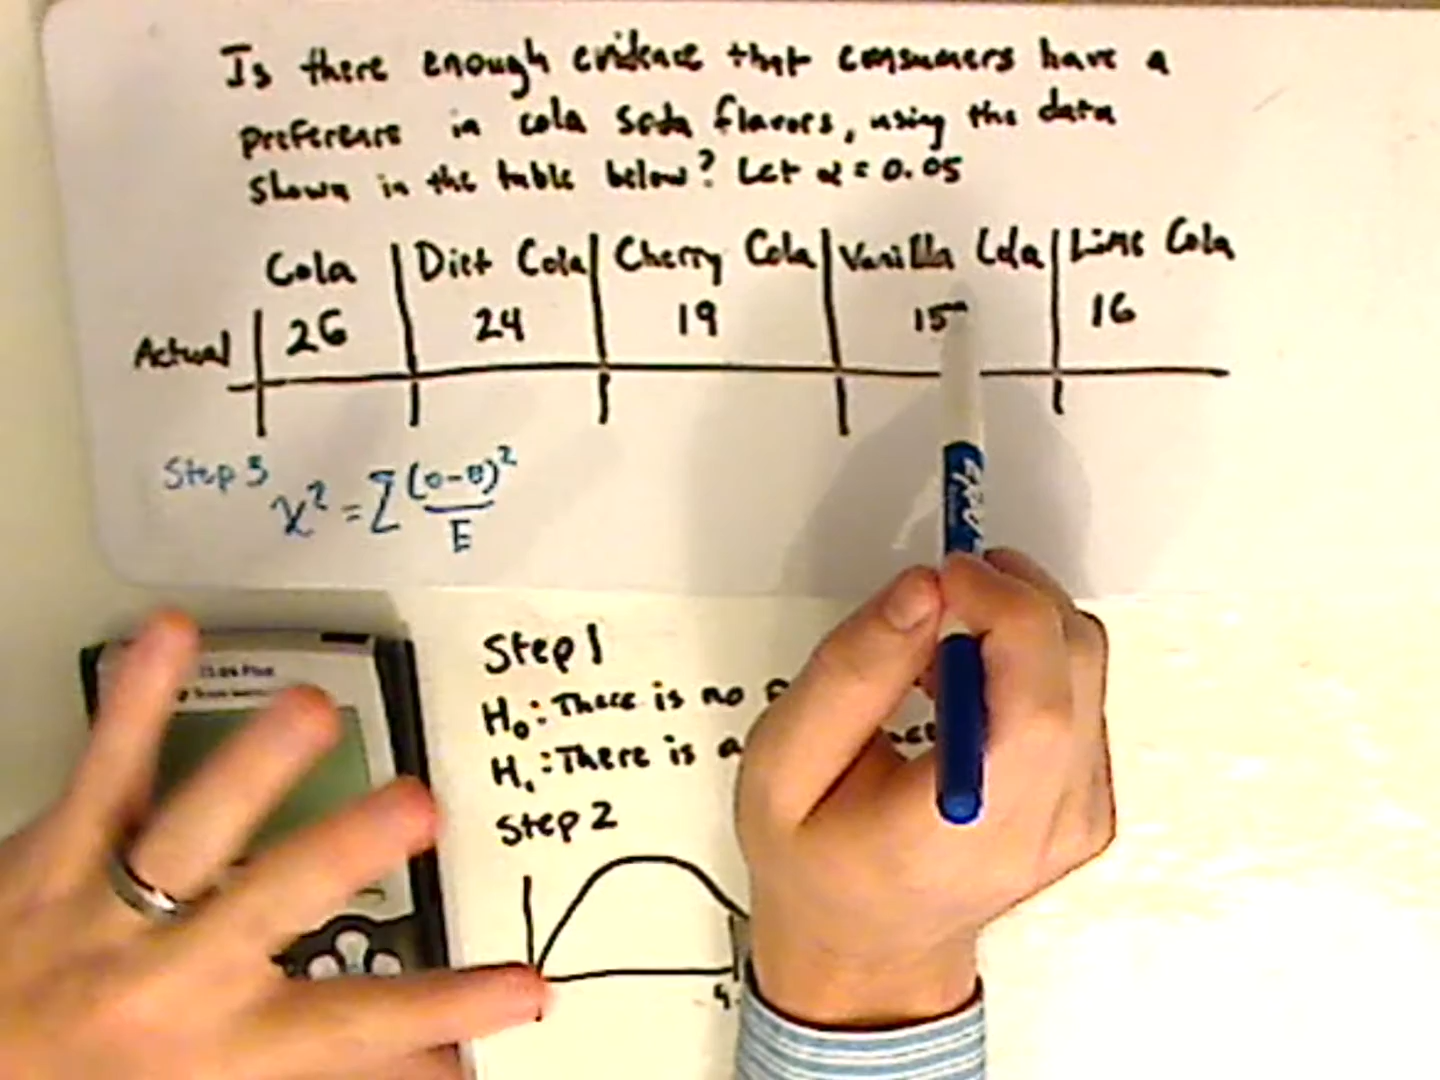 Is there enough evidence that consumers have a
preference in cola soda flavors, using the data
shown in the table below? Let α = 0.05
Cola Diet Cola Cherry Cola Vanilla Cola Lime Cola
Actual 26 24 19 15 16
Step 3
χ² = Σ (O-E)²
E
Step 1
H₀: There is no
H₁: There is a
Step 2
9.